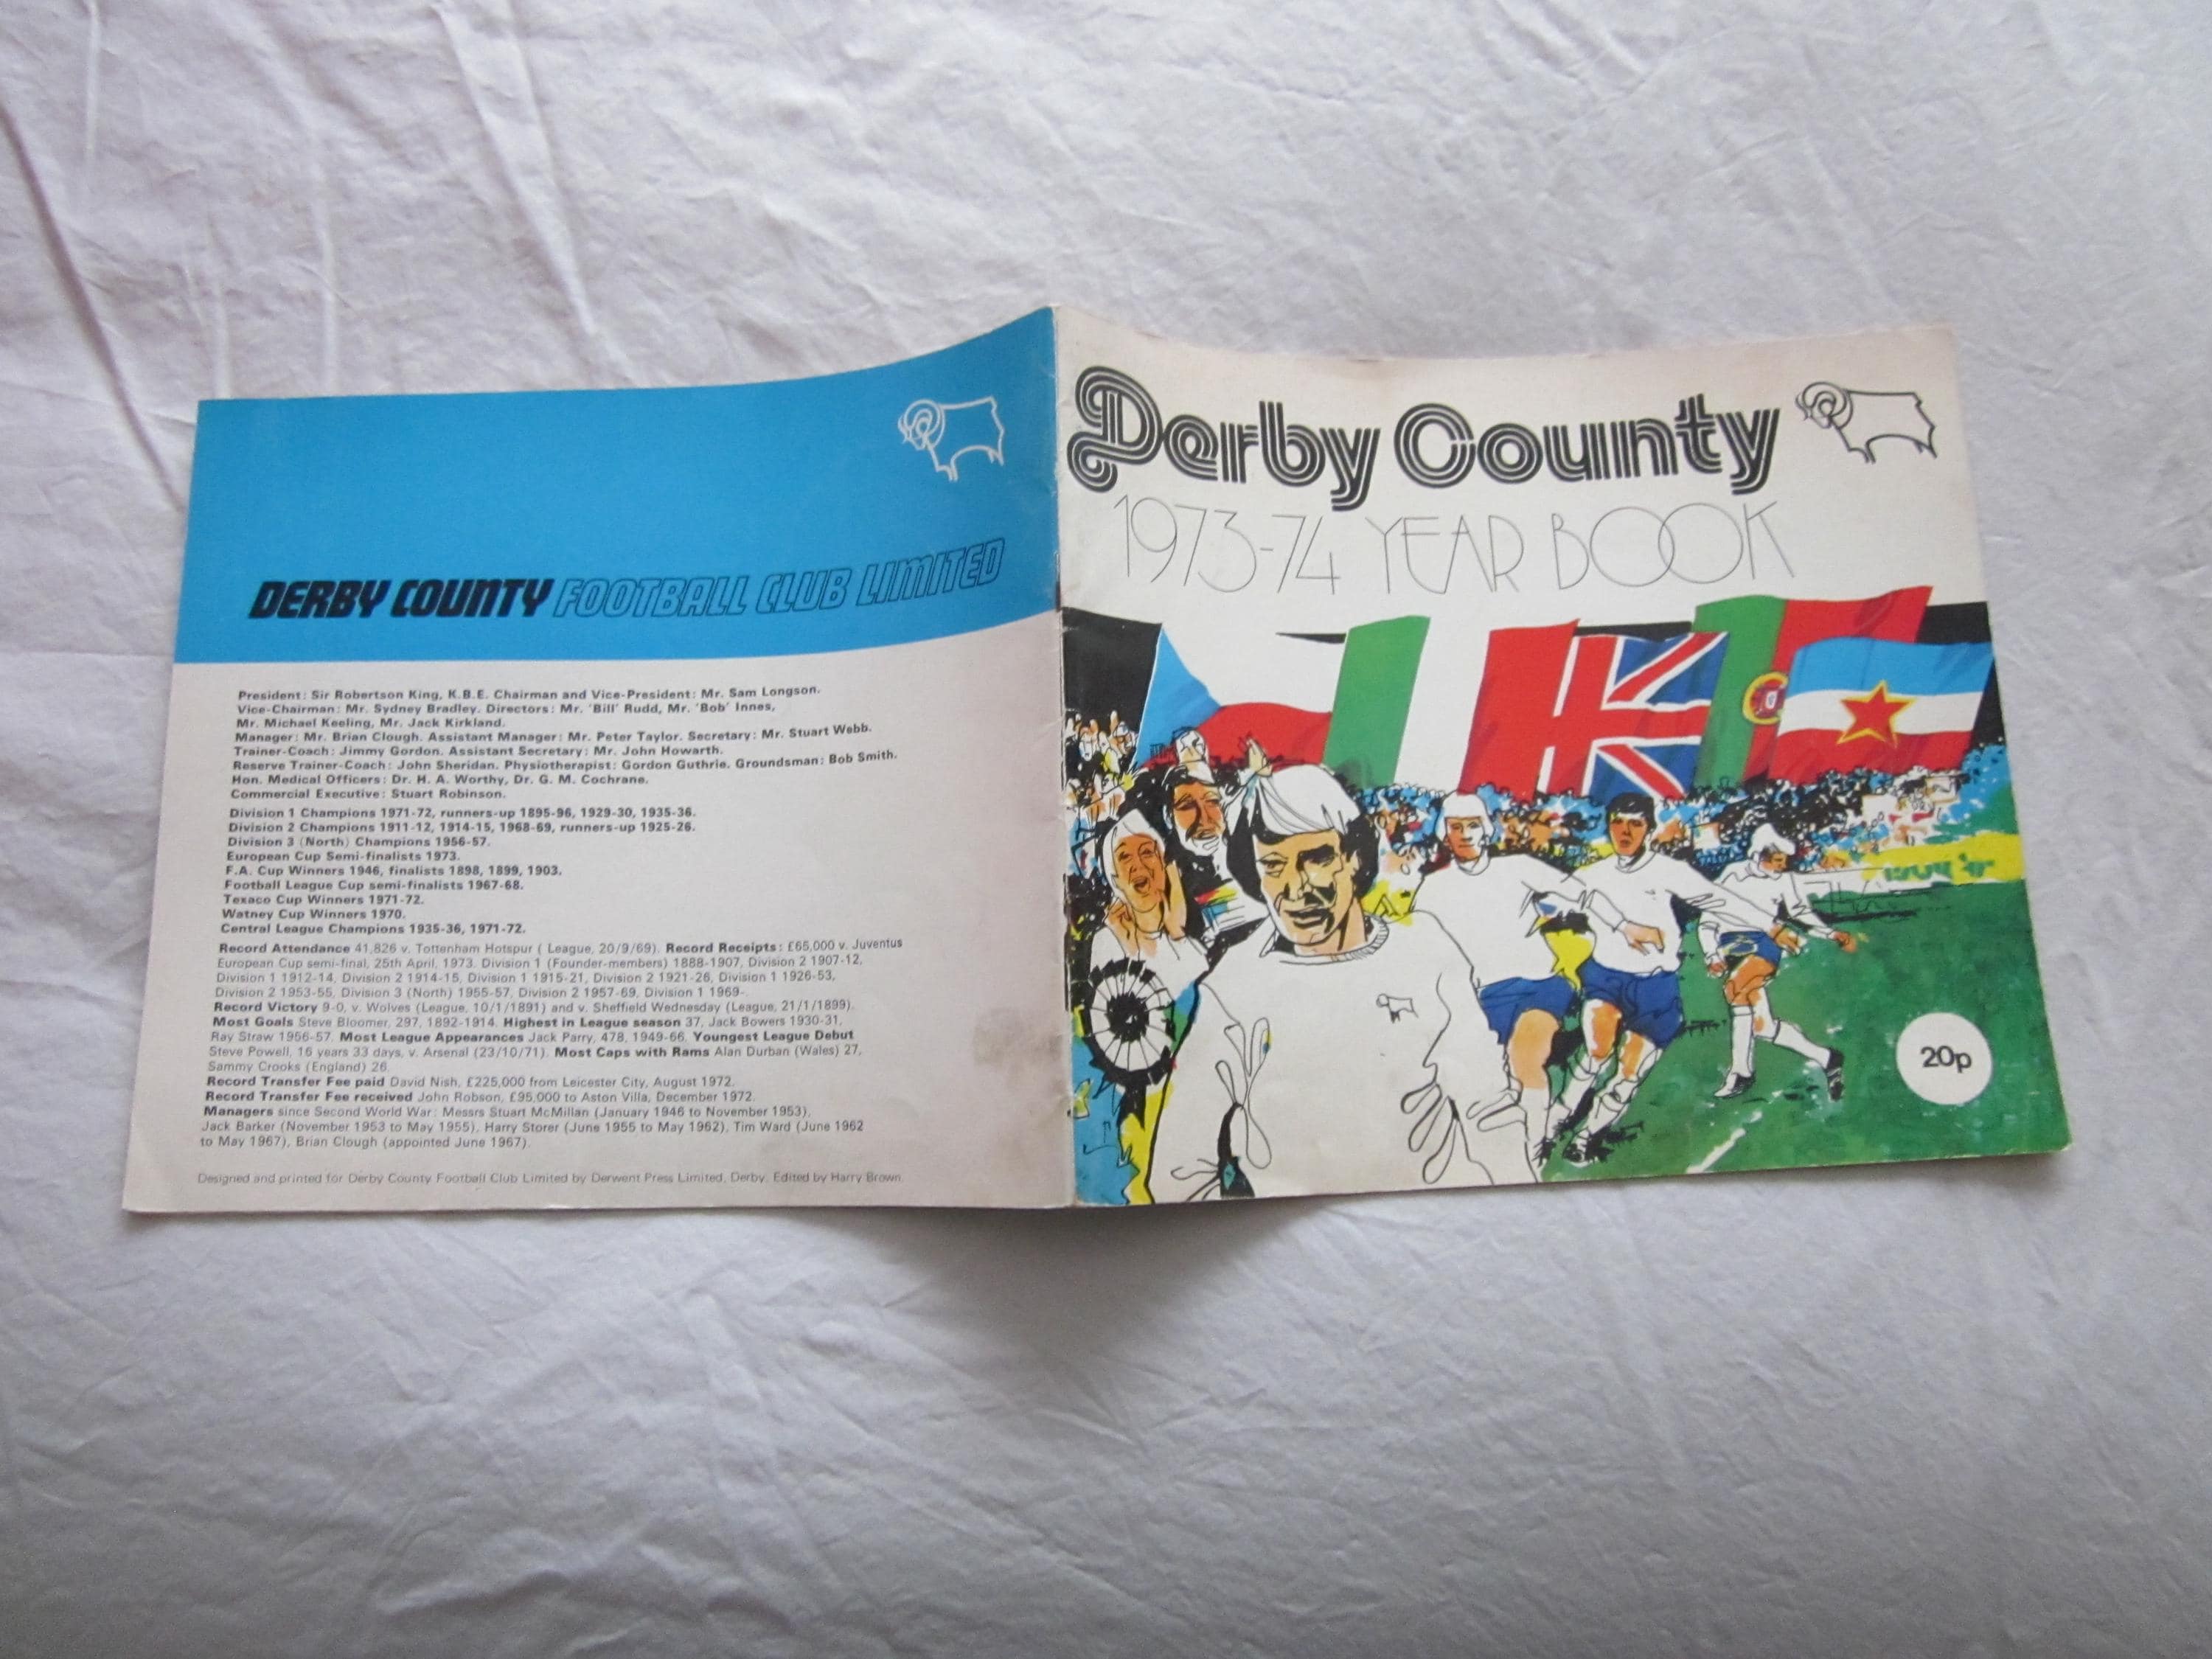 DERBY COUNTY FOOTBALL CLUB LIMITED
President: Sir Robertson King, K.B.E. Chairman and Vice-President: Mr. Sam Longson.
Vice-Chairman: Mr. Sydney Bradley. Directors: Mr. 'Bill' Rudd, Mr. 'Bob' Innes,
Mr. Michael Keeling, Mr. Jack Kirkland.
Manager: Mr. Brian Clough. Assistant Manager: Mr. Peter Taylor. Secretary: Mr. Stuart Webb.
Trainer-Coach: Jimmy Gordon. Assistant Secretary: Mr. John Howarth.
Reserve Trainer-Coach: John Sheridan. Physiotherapist: Gordon Guthrie. Groundsman: Bob Smith.
Hon. Medical Officers: Dr. H. A. Worthy, Dr. G. M. Cochrane.
Commercial Executive: Stuart Robinson.
Division 1 Champions 1971-72, runners-up 1895-96, 1929-30, 1935-36.
Division 2 Champions 1911-12, 1914-15, 1968-69, runners-up 1925-26.
Division 3 (North) Champions 1956-57.
European Cup Semi-finalists 1973.
F.A. Cup Winners 1946, finalists 1898, 1899, 1903.
Football League Cup semi-finalists 1967-68.
Texaco Cup Winners 1971-72.
Watney Cup Winners 1970.
Central League Champions 1935-36, 1971-72.
Record Attendance 41,826 v. Tottenham Hotspur ( League, 20/9/69). Record Receipts: £65,000 v. Juventus
European Cup semi-final, 25th April, 1973. Division 1 (Founder-members) 1888-1907, Division 2 1907-12,
Division 1 1912-14, Division 2 1914-15, Division 1 1915-21, Division 2 1921-26, Division 1 1926-53,
Division 2 1953-55, Division 3 (North) 1955-57, Division 2 1957-69, Division 1 1969-.
Record Victory 9-0, v. Wolves (League, 10/1/1891) and v. Sheffield Wednesday (League, 21/1/1899).
Most Goals Steve Bloomer, 297, 1892-1914. Highest in League season 37, Jack Bowers 1930-31,
Ray Straw 1956-57. Most League Appearances Jack Parry, 478, 1949-66. Youngest League Debut
Steve Powell, 16 years 33 days, v. Arsenal (23/10/71). Most Caps with Rams Alan Durban (Wales) 27,
Sammy Crooks (England) 26.
Record Transfer Fee paid David Nish, £225,000 from Leicester City, August 1972.
Record Transfer Fee received John Robson, £95,000 to Aston Villa, December 1972.
Managers since Second World War: Messrs Stuart McMillan (January 1946 to November 1953),
Jack Barker (November 1953 to May 1955), Harry Storer (June 1955 to May 1962), Tim Ward (June 1962
to May 1967), Brian Clough (appointed June 1967).
Designed and printed for Derby County Football Club Limited by Derwent Press Limited, Derby. Edited by Harry Brown.
Derby County
1973-74 YEAR BOOK
20p